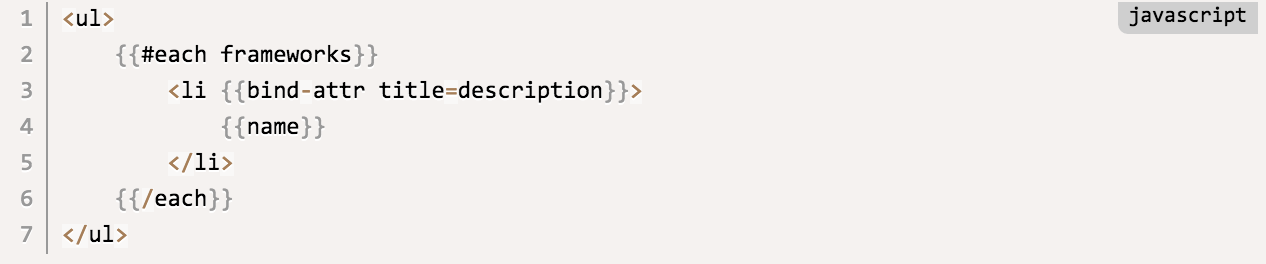 1 <ul> javascript
2     {{#each frameworks}}
3         <li {{bind-attr title=description}}>
4             {{name}}
5         </li>
6     {{/each}}
7 </ul>